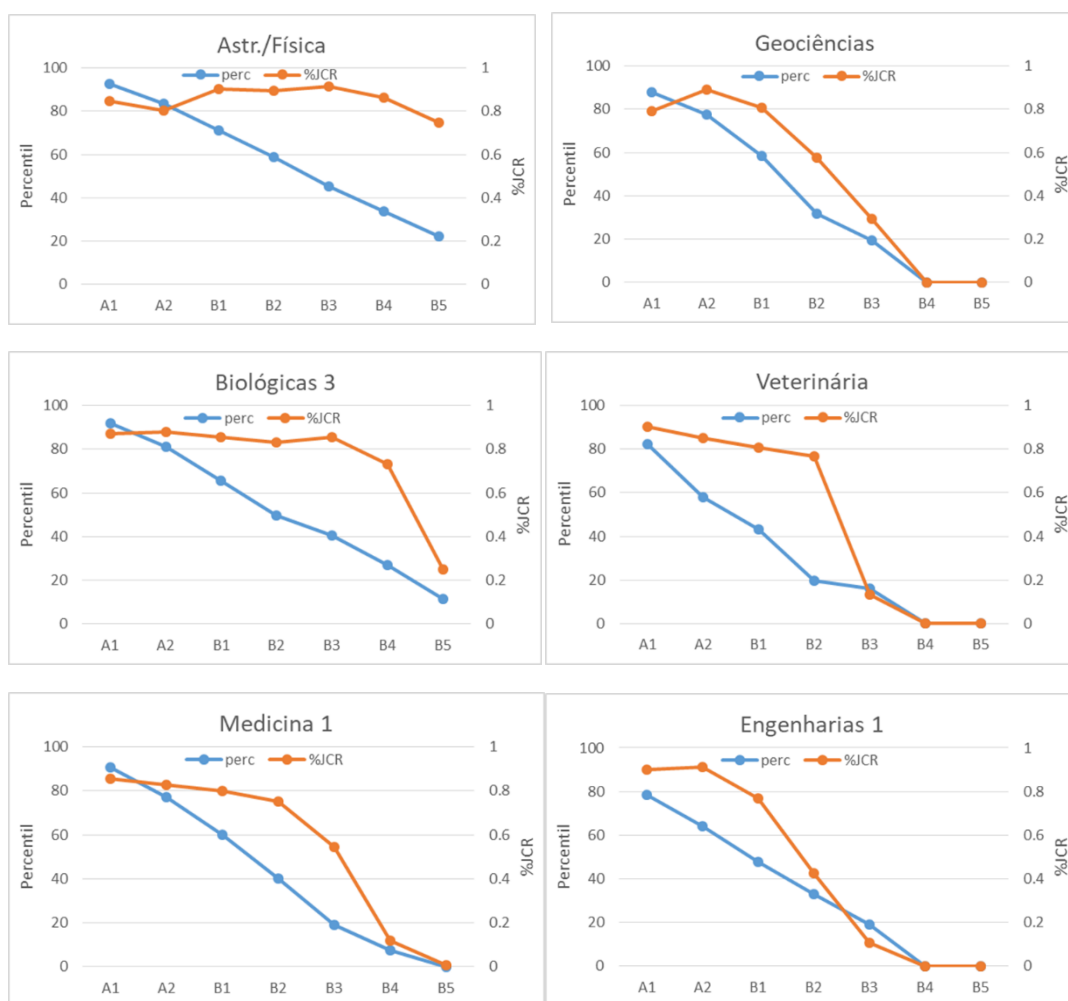 Astr./Física
perc %JCR
100
80
60
40
20
0
Percentil
1
0.8
0.6
0.4
0.2
0
%JCR
A1 A2 B1 B2 B3 B4 B5
Geociências
perc %JCR
100
80
60
40
20
0
Percentil
1
0.8
0.6
0.4
0.2
0
%JCR
A1 A2 B1 B2 B3 B4 B5
Biológicas 3
perc %JCR
100
80
60
40
20
0
Percentil
1
0.8
0.6
0.4
0.2
0
%JCR
A1 A2 B1 B2 B3 B4 B5
Veterinária
perc %JCR
100
80
60
40
20
0
Percentil
1
0.8
0.6
0.4
0.2
0
%JCR
A1 A2 B1 B2 B3 B4 B5
Medicina 1
perc %JCR
100
80
60
40
20
0
Percentil
1
0.8
0.6
0.4
0.2
0
%JCR
A1 A2 B1 B2 B3 B4 B5
Engenharias 1
perc %JCR
100
80
60
40
20
0
Percentil
1
0.8
0.6
0.4
0.2
0
%JCR
A1 A2 B1 B2 B3 B4 B5